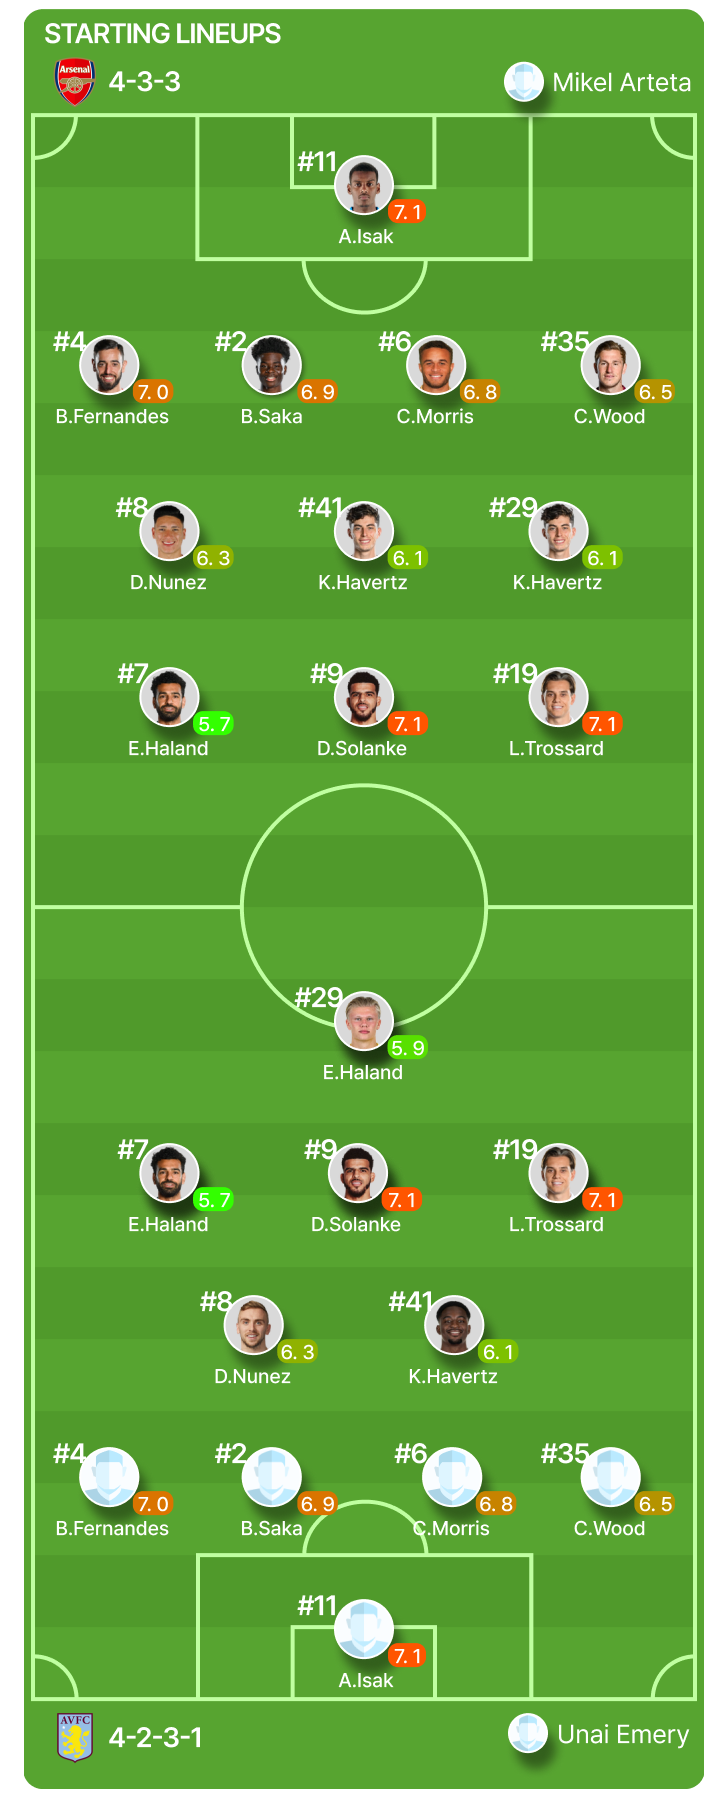 STARTING LINEUPS
Arsenal
4-3-3
Mikel Arteta
#11
7.1
A.Isak
#4
#2
#6
#35
7.0
6.9
6.8
6.5
B.Fernandes
B.Saka
C.Morris
C.Wood
#8
#41
#29
6.3
6.1
6.1
D.Nunez
K.Havertz
K.Havertz
#7
#9
#19
5.7
7.1
7.1
E.Haland
D.Solanke
L.Trossard
#29
5.9
E.Haland
#7
#9
#19
5.7
7.1
7.1
E.Haland
D.Solanke
L.Trossard
#8
#41
6.3
6.1
D.Nunez
K.Havertz
#4
#2
#6
#35
7.0
6.9
6.8
6.5
B.Fernandes
B.Saka
C.Morris
C.Wood
#11
7.1
A.Isak
AVFC
4-2-3-1
Unai Emery